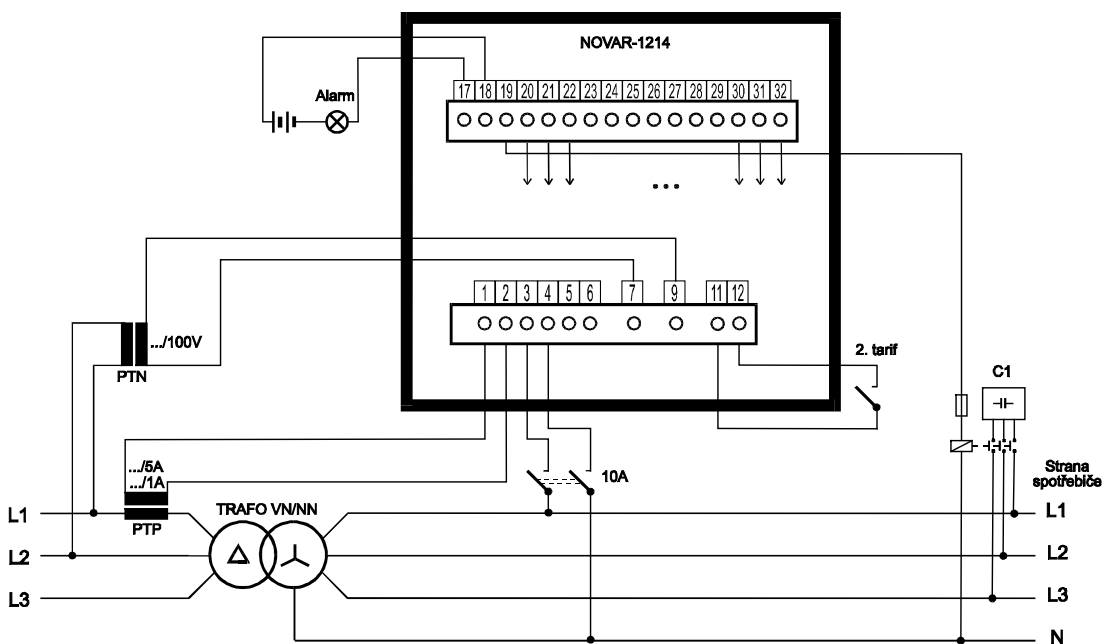 NOVAR-1214
17 18 19 20 21 22 23 24 25 26 27 28 29 30 31 32
Alarm
...
1 2 3 4 5 6 7 9 11 12
.../100V
PTN
2. tarif
C1
.../5A
.../1A
10A
Strana
spotřebiče
TRAFO VN/NN
L1
PTP
L1
L2
L2
L3
L3
N